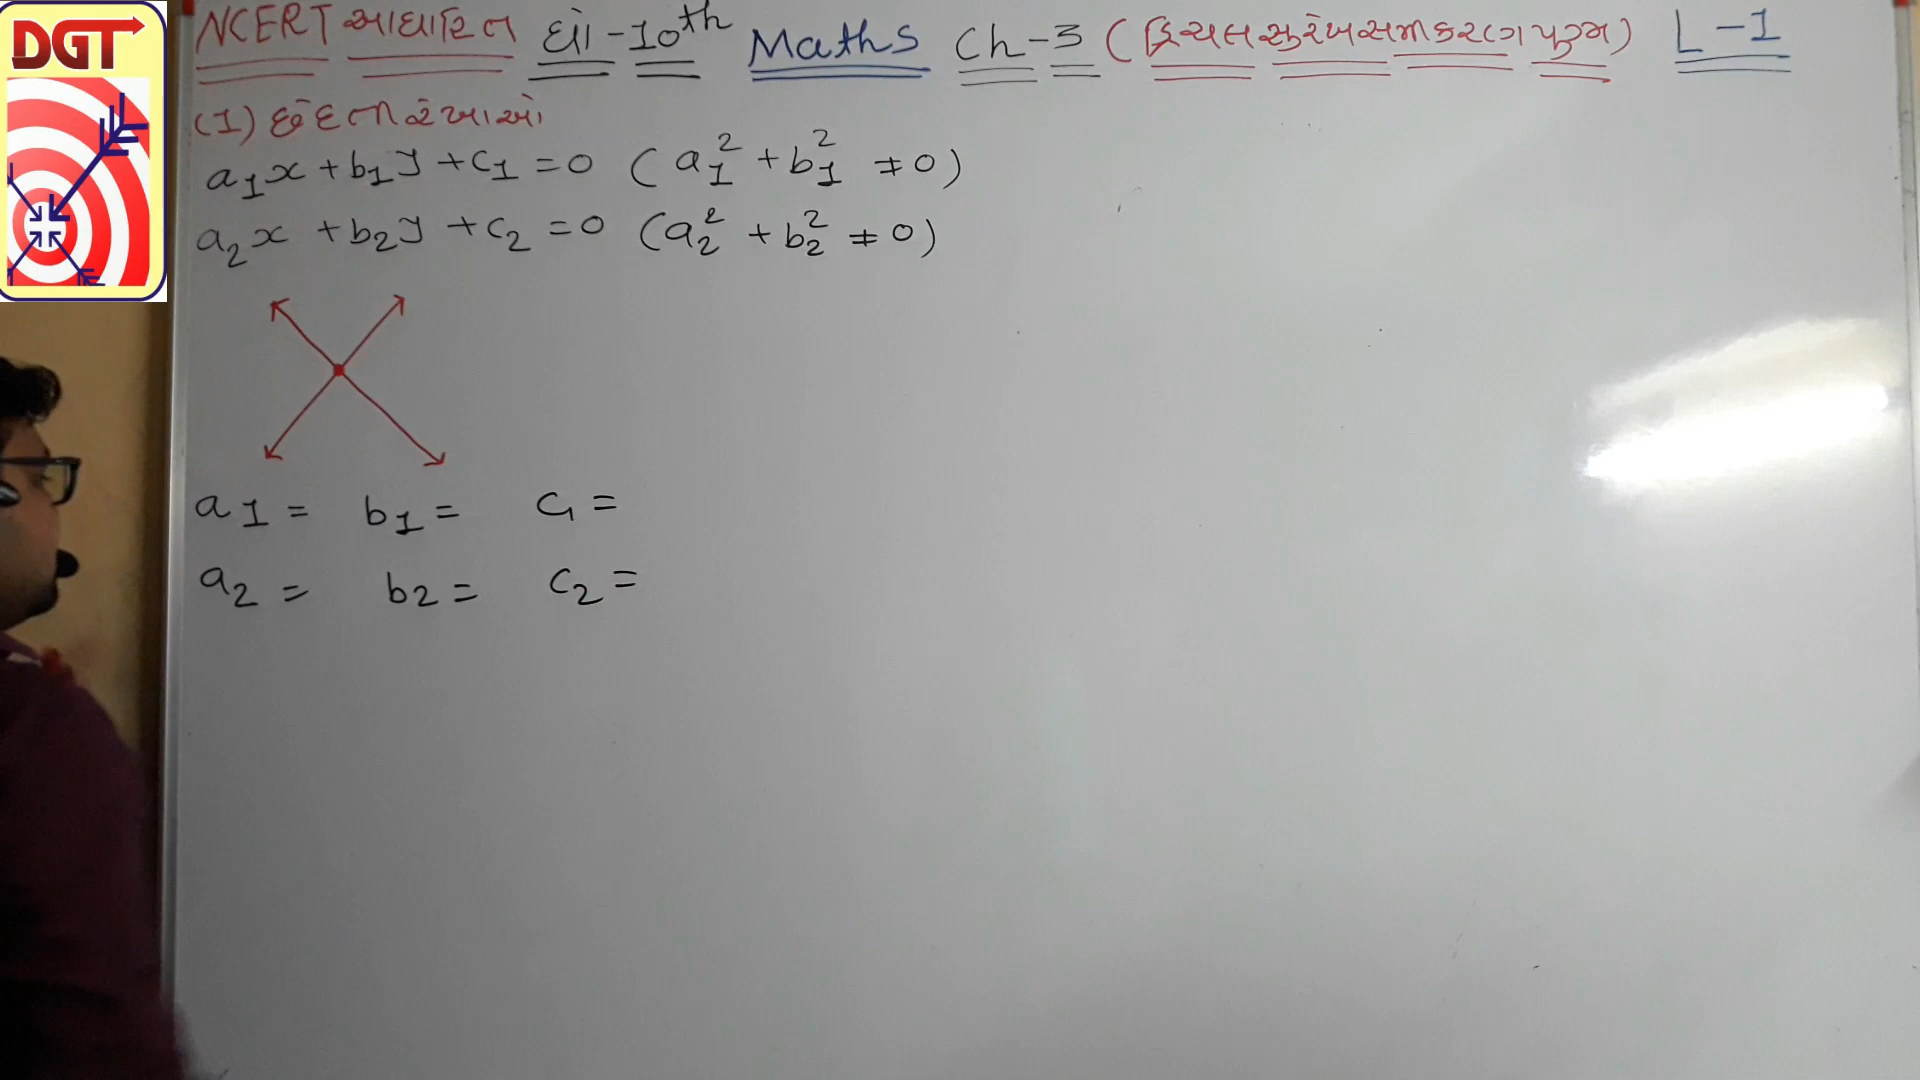 DGT
NCERT આધારિત ધો-10th Maths Ch-3 (દ્વિચલ સુરેખ સમીકરણ યુગ્મ) L-1
(1) છેદતી રેખાઓ
a₁x + b₁y + c₁ = 0 (a₁² + b₁² ≠ 0)
a₂x + b₂y + c₂ = 0 (a₂² + b₂² ≠ 0)
a₁ = b₁ = c₁ =
a₂ = b₂ = c₂ =